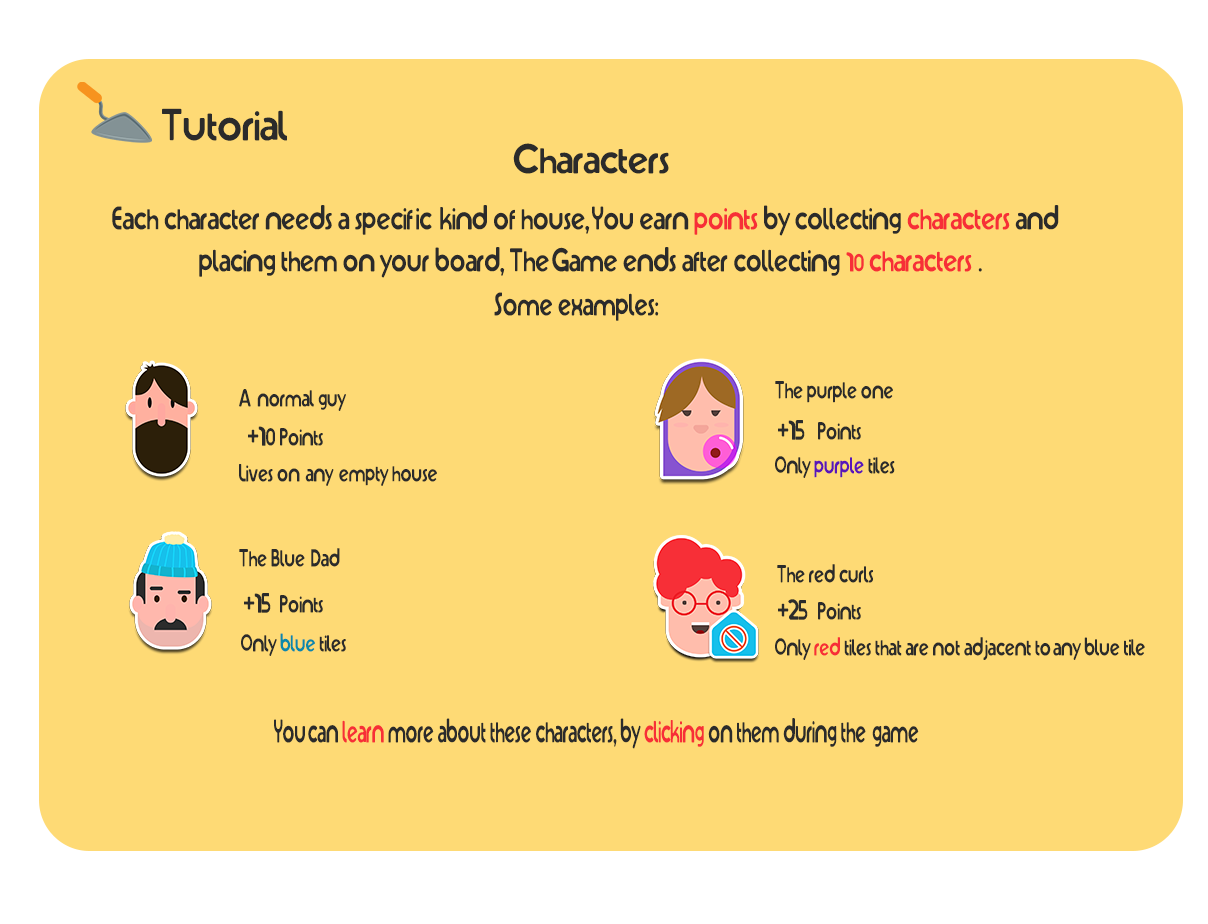 Tutorial
Characters
Each character needs a specific kind of house,You earn points by collecting characters and
placing them on your board, The Game ends after collecting 10 characters .
Some examples:
A normal guy
+10 Points
Lives on any empty house
The purple one
+15 Points
Only purple tiles
The Blue Dad
+15 Points
Only blue tiles
The red curls
+25 Points
Only red tiles that are not adjacent to any blue tile
You can learn more about these characters, by clicking on them during the game